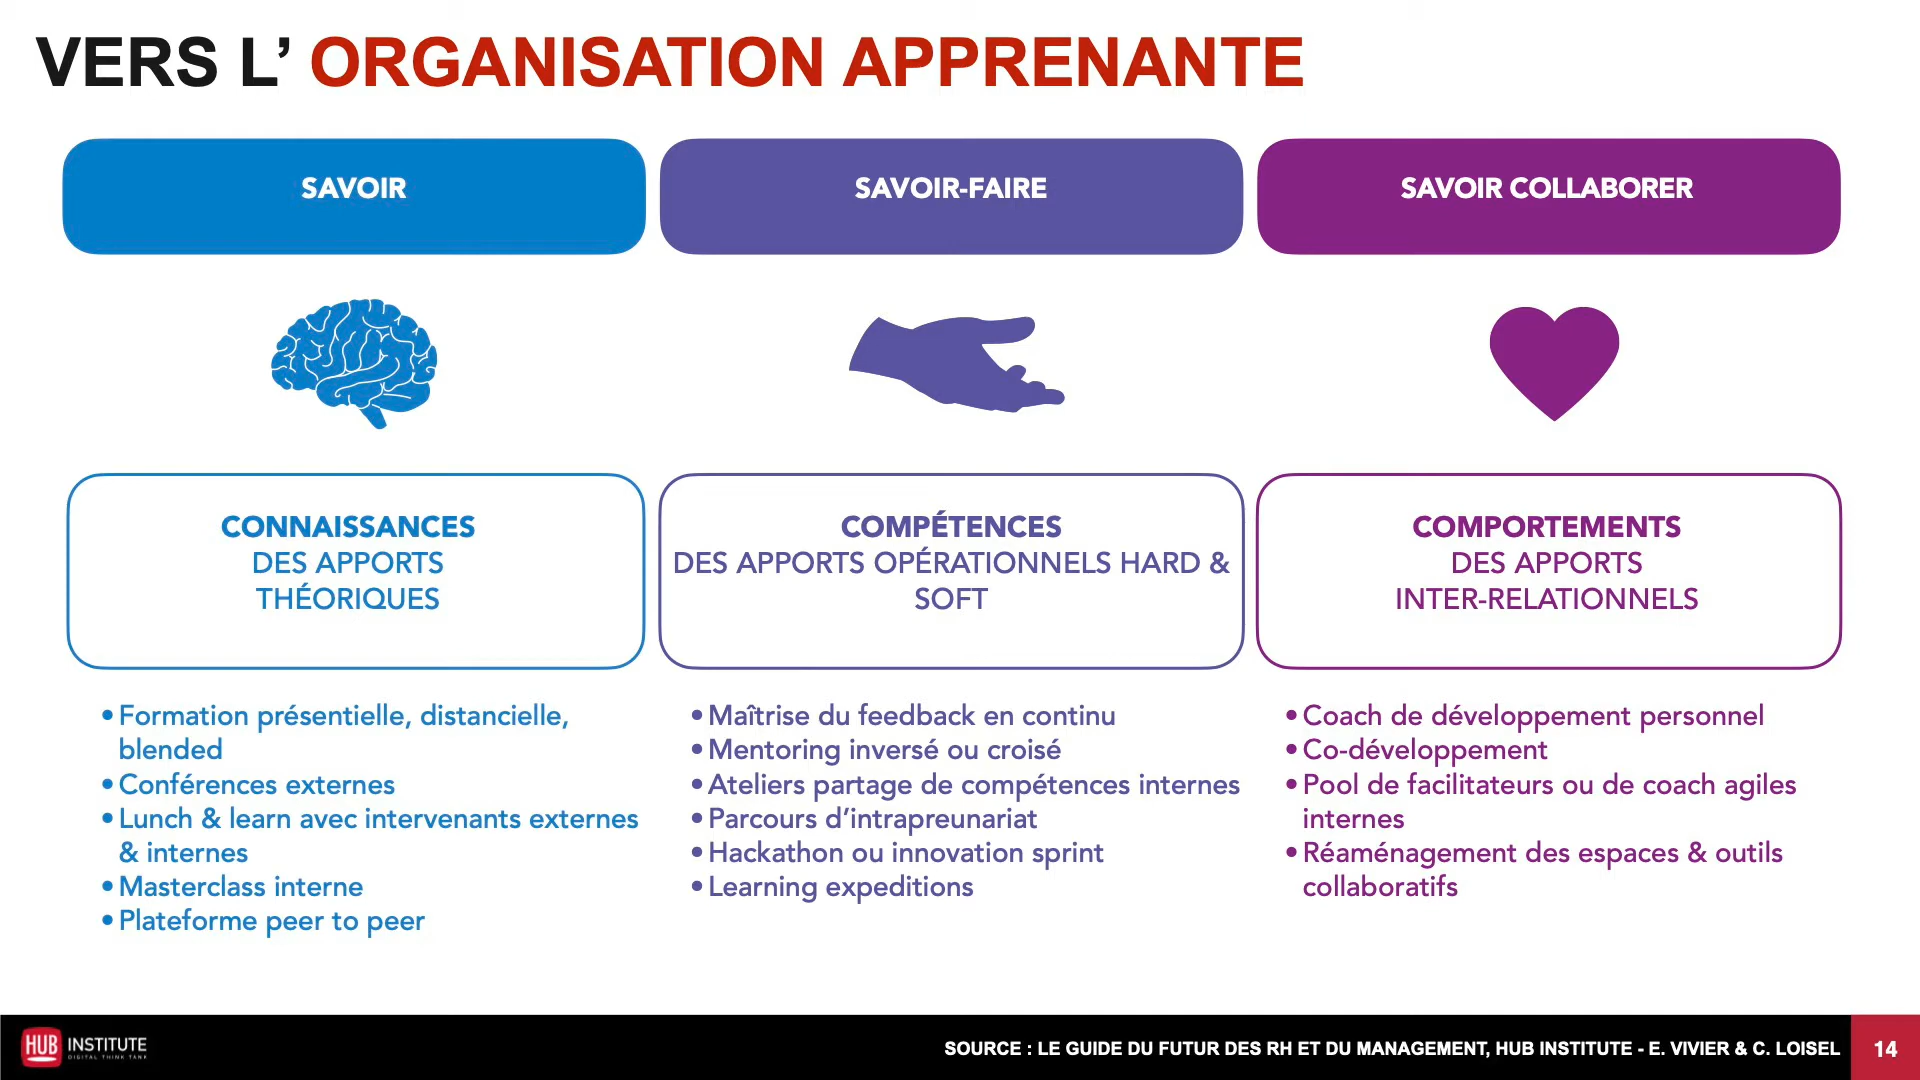 VERS L’ ORGANISATION APPRENANTE
SAVOIR
SAVOIR-FAIRE
SAVOIR COLLABORER
CONNAISSANCES
DES APPORTS
THÉORIQUES
COMPÉTENCES
DES APPORTS OPÉRATIONNELS HARD &
SOFT
COMPORTEMENTS
DES APPORTS
INTER-RELATIONNELS
• Formation présentielle, distancielle,
blended
• Conférences externes
• Lunch & learn avec intervenants externes
& internes
• Masterclass interne
• Plateforme peer to peer
• Maîtrise du feedback en continu
• Mentoring inversé ou croisé
• Ateliers partage de compétences internes
• Parcours d’intrapreunariat
• Hackathon ou innovation sprint
• Learning expeditions
• Coach de développement personnel
• Co-développement
• Pool de facilitateurs ou de coach agiles
internes
• Réaménagement des espaces & outils
collaboratifs
HUB INSTITUTE
DIGITAL THINK TANK
SOURCE : LE GUIDE DU FUTUR DES RH ET DU MANAGEMENT, HUB INSTITUTE - E. VIVIER & C. LOISEL
14